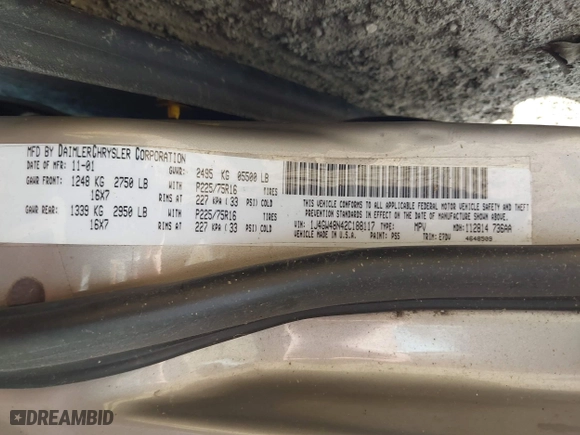 MFD BY DAIMLERCHRYSLER CORPORATION
DATE OF MFR: 11-01 GVWR: 2495 KG 05500 LB
GAWR FRONT: 1248 KG 2750 LB WITH P225/75R16 TIRES
16X7 RIMS AT 227 KPA( 33 PSI) COLD
GAWR REAR: 1339 KG 2950 LB WITH P225/75R16 TIRES
16X7 RIMS AT 227 KPA( 33 PSI) COLD
THIS VEHICLE CONFORMS TO ALL APPLICABLE FEDERAL MOTOR VEHICLE SAFETY, BUMPER AND THEFT
PREVENTION STANDARDS IN EFFECT ON THE DATE OF MANUFACTURE SHOWN ABOVE.
VEHICLE MADE IN U.S.A.
VIN: 1J4GW48N42C188117 TYPE: MPV MDH: 112814 736AA
PAINT: PS5 TRIM: 4648503
DREAMBID